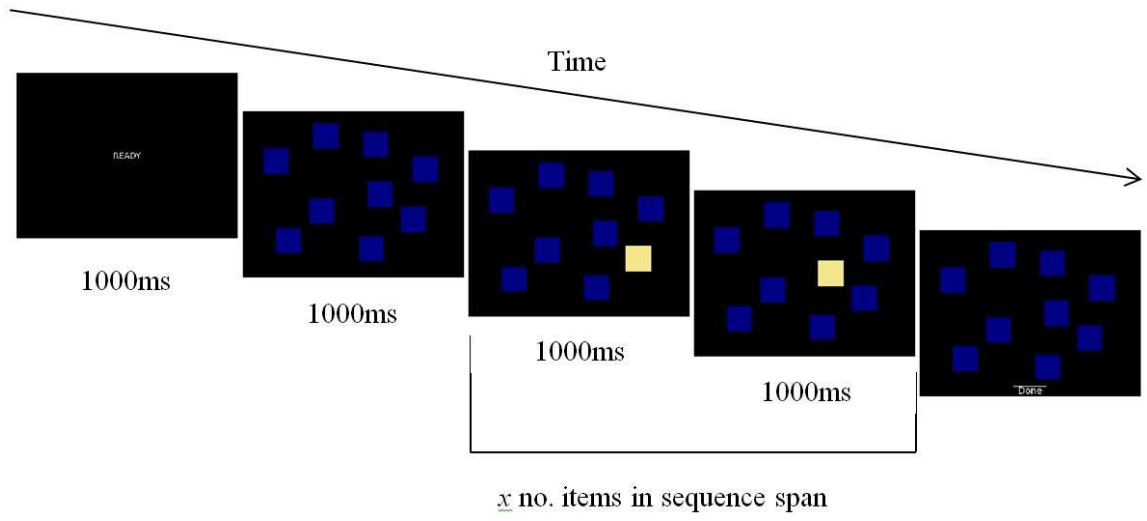 Time
READY
1000ms
1000ms
1000ms
1000ms
Done
x no. items in sequence span